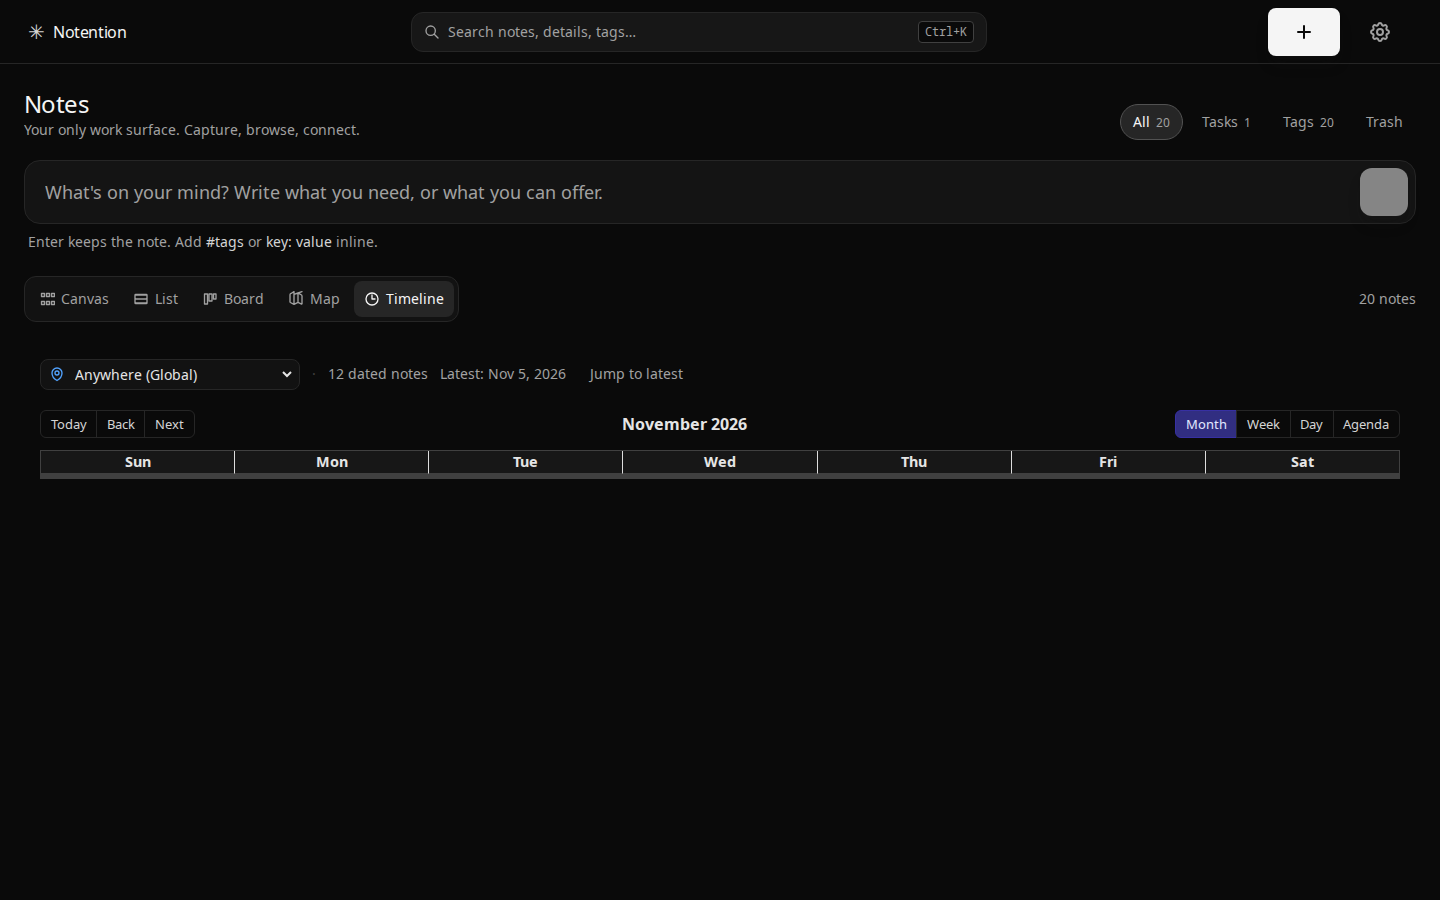 Notention
Search notes, details, tags...
Ctrl+K
Notes
Your only work surface. Capture, browse, connect.
All 20
Tasks 1
Tags 20
Trash
What's on your mind? Write what you need, or what you can offer.
Enter keeps the note. Add #tags or key: value inline.
Canvas
List
Board
Map
Timeline
20 notes
Anywhere (Global)
· 12 dated notes Latest: Nov 5, 2026 Jump to latest
Today Back Next
November 2026
Month Week Day Agenda
Sun Mon Tue Wed Thu Fri Sat